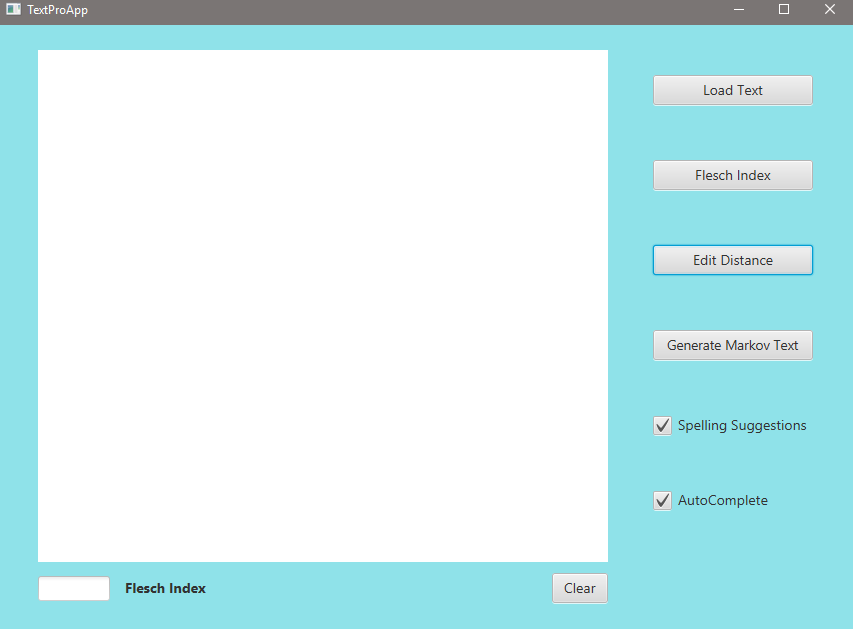 TextProApp
Load Text
Flesch Index
Edit Distance
Generate Markov Text
Spelling Suggestions
AutoComplete
Flesch Index
Clear